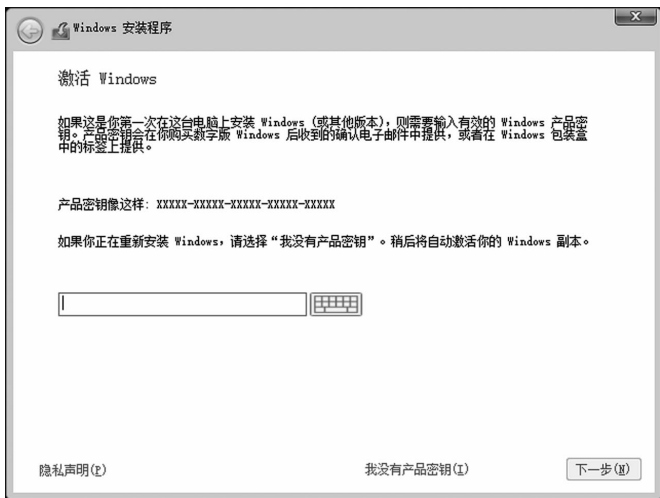 Windows 安装程序
激活 Windows
如果这是你第一次在这台电脑上安装 Windows (或其他版本)，则需要输入有效的 Windows 产品密
钥。产品密钥会在你购买数字版 Windows 后收到的确认电子邮件中提供，或者在 Windows 包装盒
中的标签上提供。
产品密钥像这样: XXXXX-XXXXX-XXXXX-XXXXX-XXXXX
如果你正在重新安装 Windows，请选择“我没有产品密钥”。稍后将自动激活你的 Windows 副本。
隐私声明(P) 我没有产品密钥(I) 下一步(N)